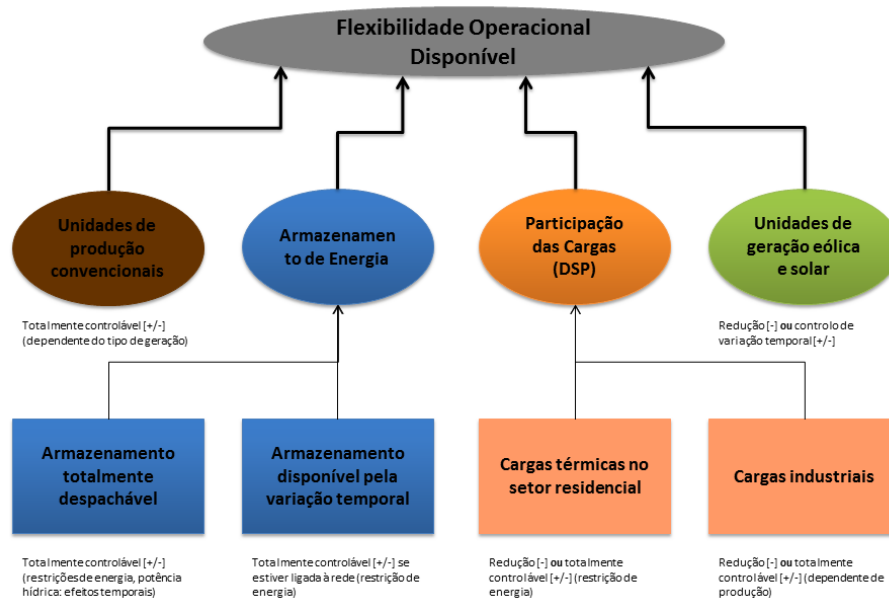 Flexibilidade Operacional
Disponível
Unidades de
produção
convencionais
Armazenamen
to de Energia
Participação
das Cargas
(DSP)
Unidades de
geração eólica
e solar
Totalmente controlável [+/-]
(dependente do tipo de geração)
Redução [-] ou controlo de
variação temporal [+/-]
Armazenamento
totalmente
despachável
Armazenamento
disponível pela
variação temporal
Cargas térmicas no
setor residencial
Cargas industriais
Totalmente controlável [+/-]
(restrições de energia, potência
hídrica: efeitos temporais)
Totalmente controlável [+/-] se
estiver ligada à rede (restrição de
energia)
Redução [-] ou totalmente
controlável [+/-] (restrição de
energia)
Redução [-] ou totalmente
controlável [+/-] (dependente de
produção)